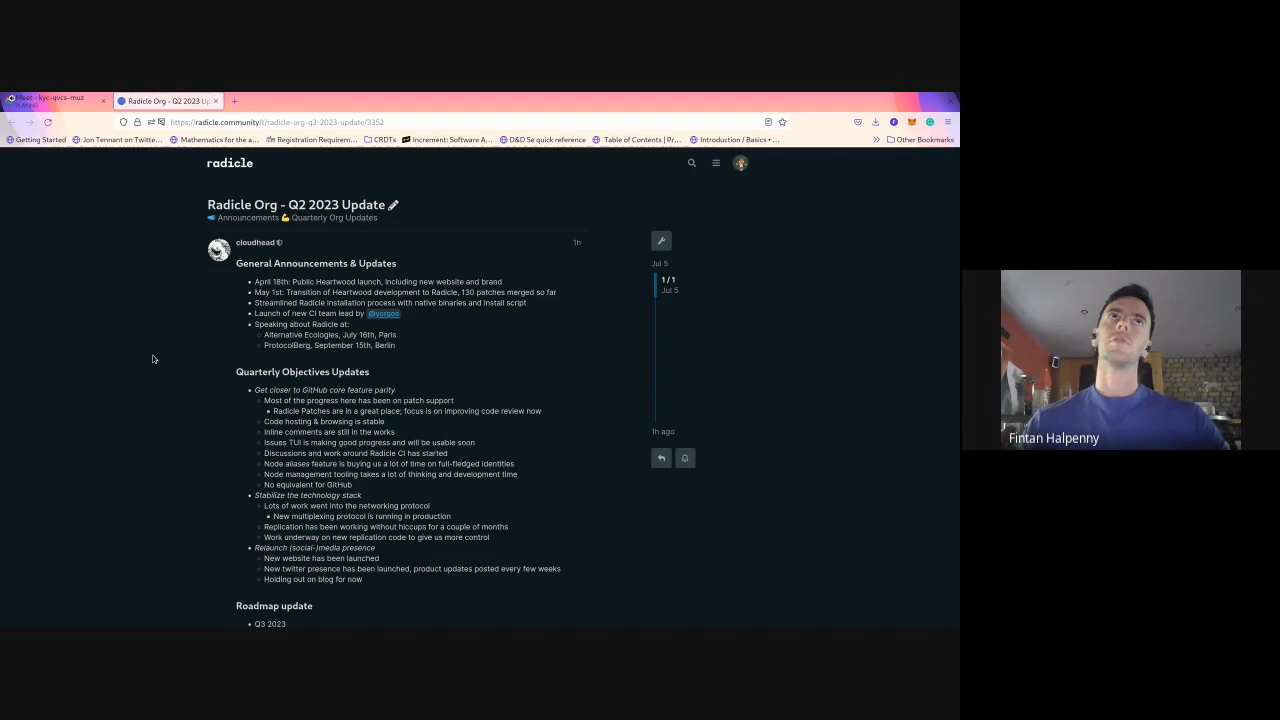 Meet - kyc-qvcs-muz
PLAYING
Radicle Org - Q2 2023 Up
https://radicle.community/t/radicle-org-q2-2023-update/3352
Getting Started
Jon Tennant on Twitte...
Mathematics for the a...
Registration Requirem...
CRDTs
Increment: Software A...
D&D 5e quick reference
Table of Contents | Pr...
Introduction / Basics • ...
Other Bookmarks
radicle
Radicle Org - Q2 2023 Update
Announcements Quarterly Org Updates
cloudhead
1h
General Announcements & Updates
April 18th: Public Heartwood launch, including new website and brand
May 1st: Transition of Heartwood development to Radicle, 130 patches merged so far
Streamlined Radicle installation process with native binaries and install script
Launch of new CI team lead by @yorgos
Speaking about Radicle at:
Alternative Ecologies, July 16th, Paris
ProtocolBerg, September 15th, Berlin
Quarterly Objectives Updates
Get closer to GitHub core feature parity
Most of the progress here has been on patch support
Radicle Patches are in a great place; focus is on improving code review now
Code hosting & browsing is stable
Inline comments are still in the works
Issues TUI is making good progress and will be usable soon
Discussions and work around Radicle CI has started
Node aliases feature is buying us a lot of time on full-fledged identities
Node management tooling takes a lot of thinking and development time
No equivalent for GitHub
Stabilize the technology stack
Lots of work went into the networking protocol
New multiplexing protocol is running in production
Replication has been working without hiccups for a couple of months
Work underway on new replication code to give us more control
Relaunch (social-)media presence
New website has been launched
New twitter presence has been launched, product updates posted every few weeks
Holding out on blog for now
Roadmap update
Q3 2023
Jul 5
1 / 1
Jul 5
1h ago
Fintan Halpenny